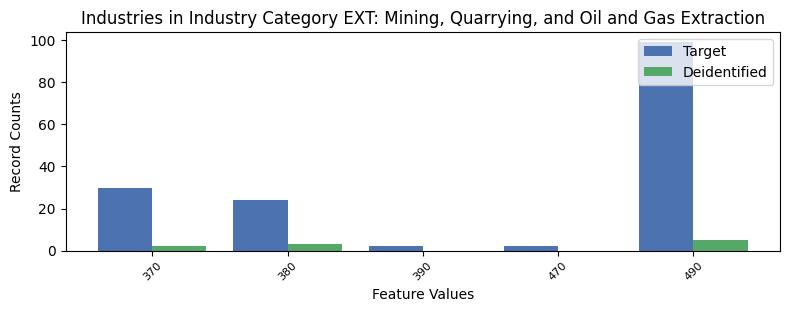 Industries in Industry Category EXT: Mining, Quarrying, and Oil and Gas Extraction
Record Counts
100
80
60
40
20
0
Target
Deidentified
370
380
390
470
490
Feature Values